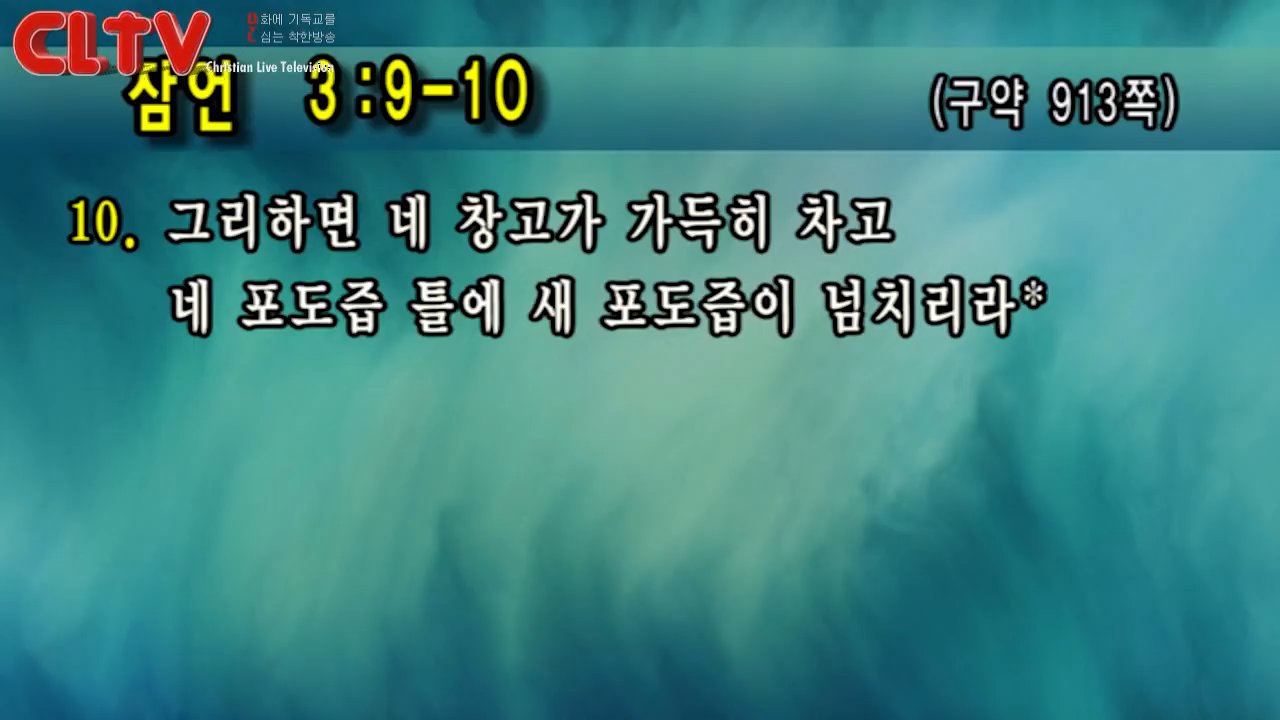 CLTV
문화에 기독교를
심는 착한방송
Christian Live Television
잠언 3:9-10
(구약 913쪽)
10. 그리하면 네 창고가 가득히 차고
네 포도즙 틀에 새 포도즙이 넘치리라*